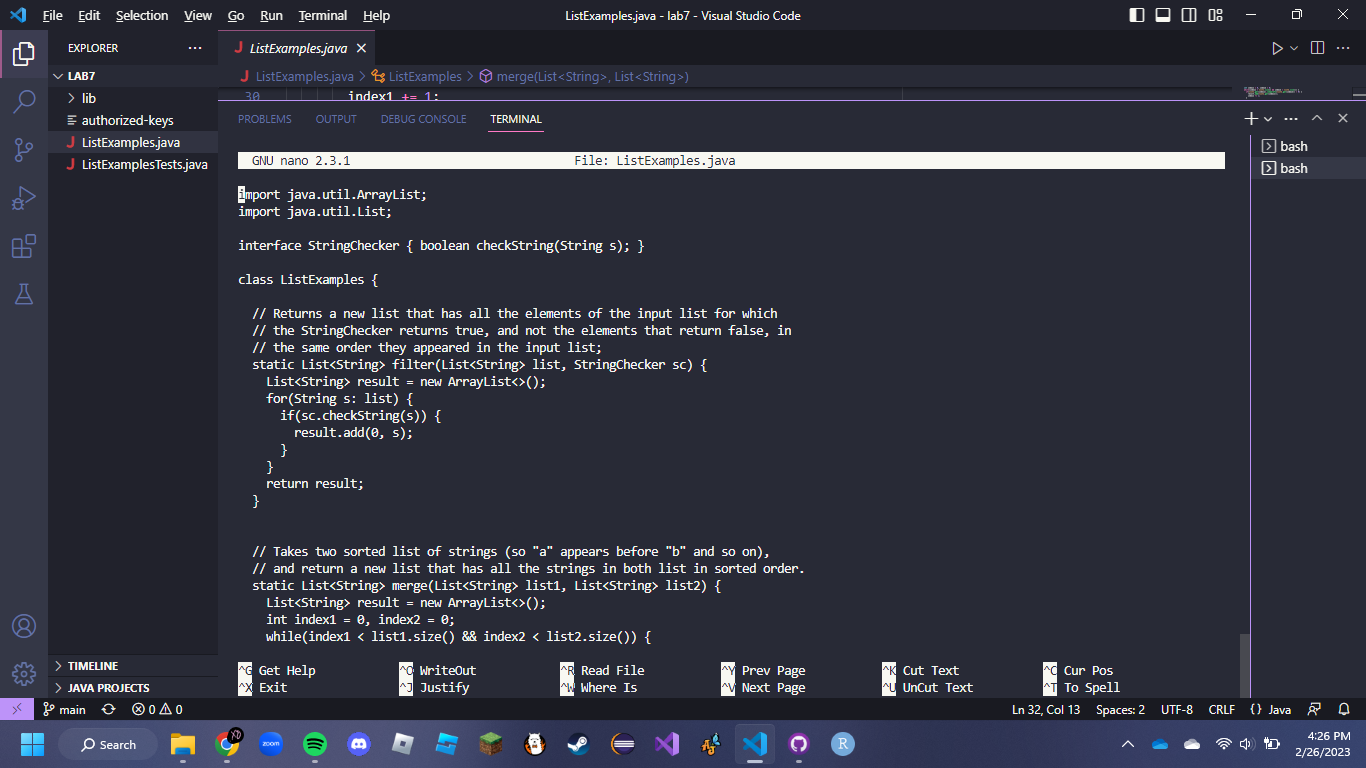 File Edit Selection View Go Run Terminal Help ListExamples.java - lab7 - Visual Studio Code
EXPLORER
LAB7
lib
authorized-keys
ListExamples.java
ListExamplesTests.java
TIMELINE
JAVA PROJECTS
ListExamples.java
ListExamples.java > ListExamples > merge(List<String>, List<String>)
30 index1 += 1;
PROBLEMS OUTPUT DEBUG CONSOLE TERMINAL
bash
bash
GNU nano 2.3.1 File: ListExamples.java
import java.util.ArrayList;
import java.util.List;
interface StringChecker { boolean checkString(String s); }
class ListExamples {
// Returns a new list that has all the elements of the input list for which
// the StringChecker returns true, and not the elements that return false, in
// the same order they appeared in the input list;
static List<String> filter(List<String> list, StringChecker sc) {
List<String> result = new ArrayList<>();
for(String s: list) {
if(sc.checkString(s)) {
result.add(0, s);
}
}
return result;
}
// Takes two sorted list of strings (so "a" appears before "b" and so on),
// and return a new list that has all the strings in both list in sorted order.
static List<String> merge(List<String> list1, List<String> list2) {
List<String> result = new ArrayList<>();
int index1 = 0, index2 = 0;
while(index1 < list1.size() && index2 < list2.size()) {
^G Get Help ^O WriteOut ^R Read File ^Y Prev Page ^K Cut Text ^C Cur Pos
^X Exit ^J Justify ^W Where Is ^V Next Page ^U UnCut Text ^T To Spell
main 0 0 Ln 32, Col 13 Spaces: 2 UTF-8 CRLF {} Java
Search
zoom
R
4:26 PM
2/26/2023